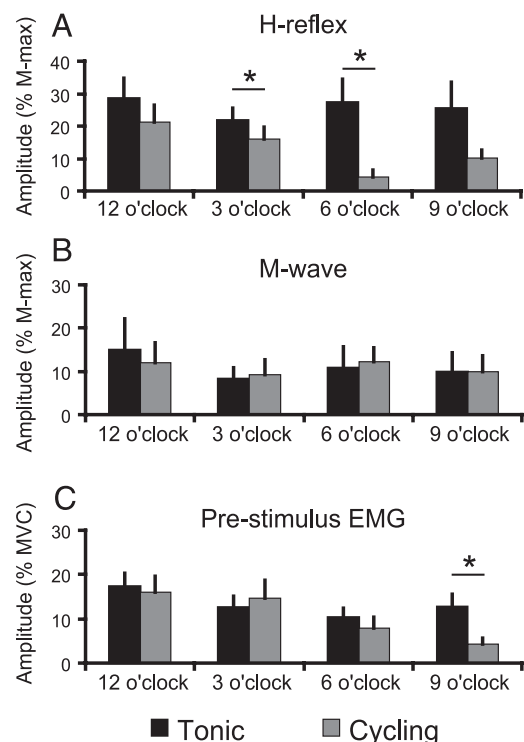 A
H-reflex
Amplitude (% M-max)
40
30
20
10
0
* *
12 o'clock 3 o'clock 6 o'clock 9 o'clock
B
M-wave
Amplitude (% M-max)
30
20
10
0
12 o'clock 3 o'clock 6 o'clock 9 o'clock
C
Pre-stimulus EMG
Amplitude (% MVC)
30
20
10
0
*
12 o'clock 3 o'clock 6 o'clock 9 o'clock
Tonic Cycling